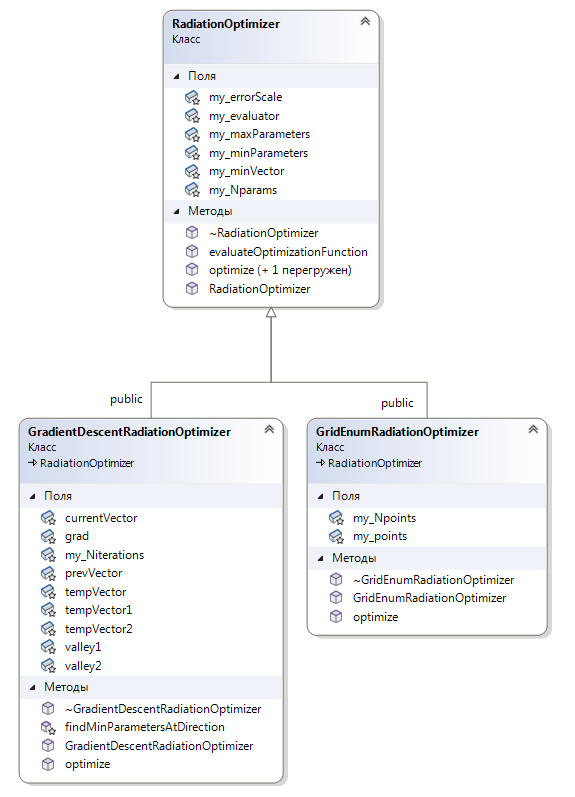 RadiationOptimizer
Класс
Поля
my_errorScale
my_evaluator
my_maxParameters
my_minParameters
my_minVector
my_Nparams
Методы
~RadiationOptimizer
evaluateOptimizationFunction
optimize (+ 1 перегружен)
RadiationOptimizer
public
public
GradientDescentRadiationOptimizer
Класс
RadiationOptimizer
Поля
currentVector
grad
my_Niterations
prevVector
tempVector
tempVector1
tempVector2
valley1
valley2
Методы
~GradientDescentRadiationOptimizer
findMinParametersAtDirection
GradientDescentRadiationOptimizer
optimize
GridEnumRadiationOptimizer
Класс
RadiationOptimizer
Поля
my_Npoints
my_points
Методы
~GridEnumRadiationOptimizer
GridEnumRadiationOptimizer
optimize